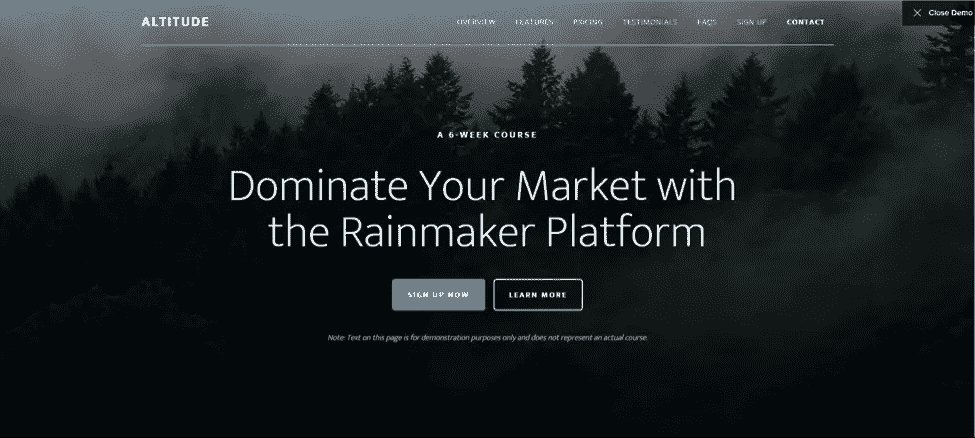 ALTITUDE
OVERVIEW FEATURES PRICING TESTIMONIALS FAQS SIGN UP CONTACT
Close Demo
A 6-WEEK COURSE
Dominate Your Market with
the Rainmaker Platform
SIGN UP NOW LEARN MORE
Note: Text on this page is for demonstration purposes only and does not represent an actual course.